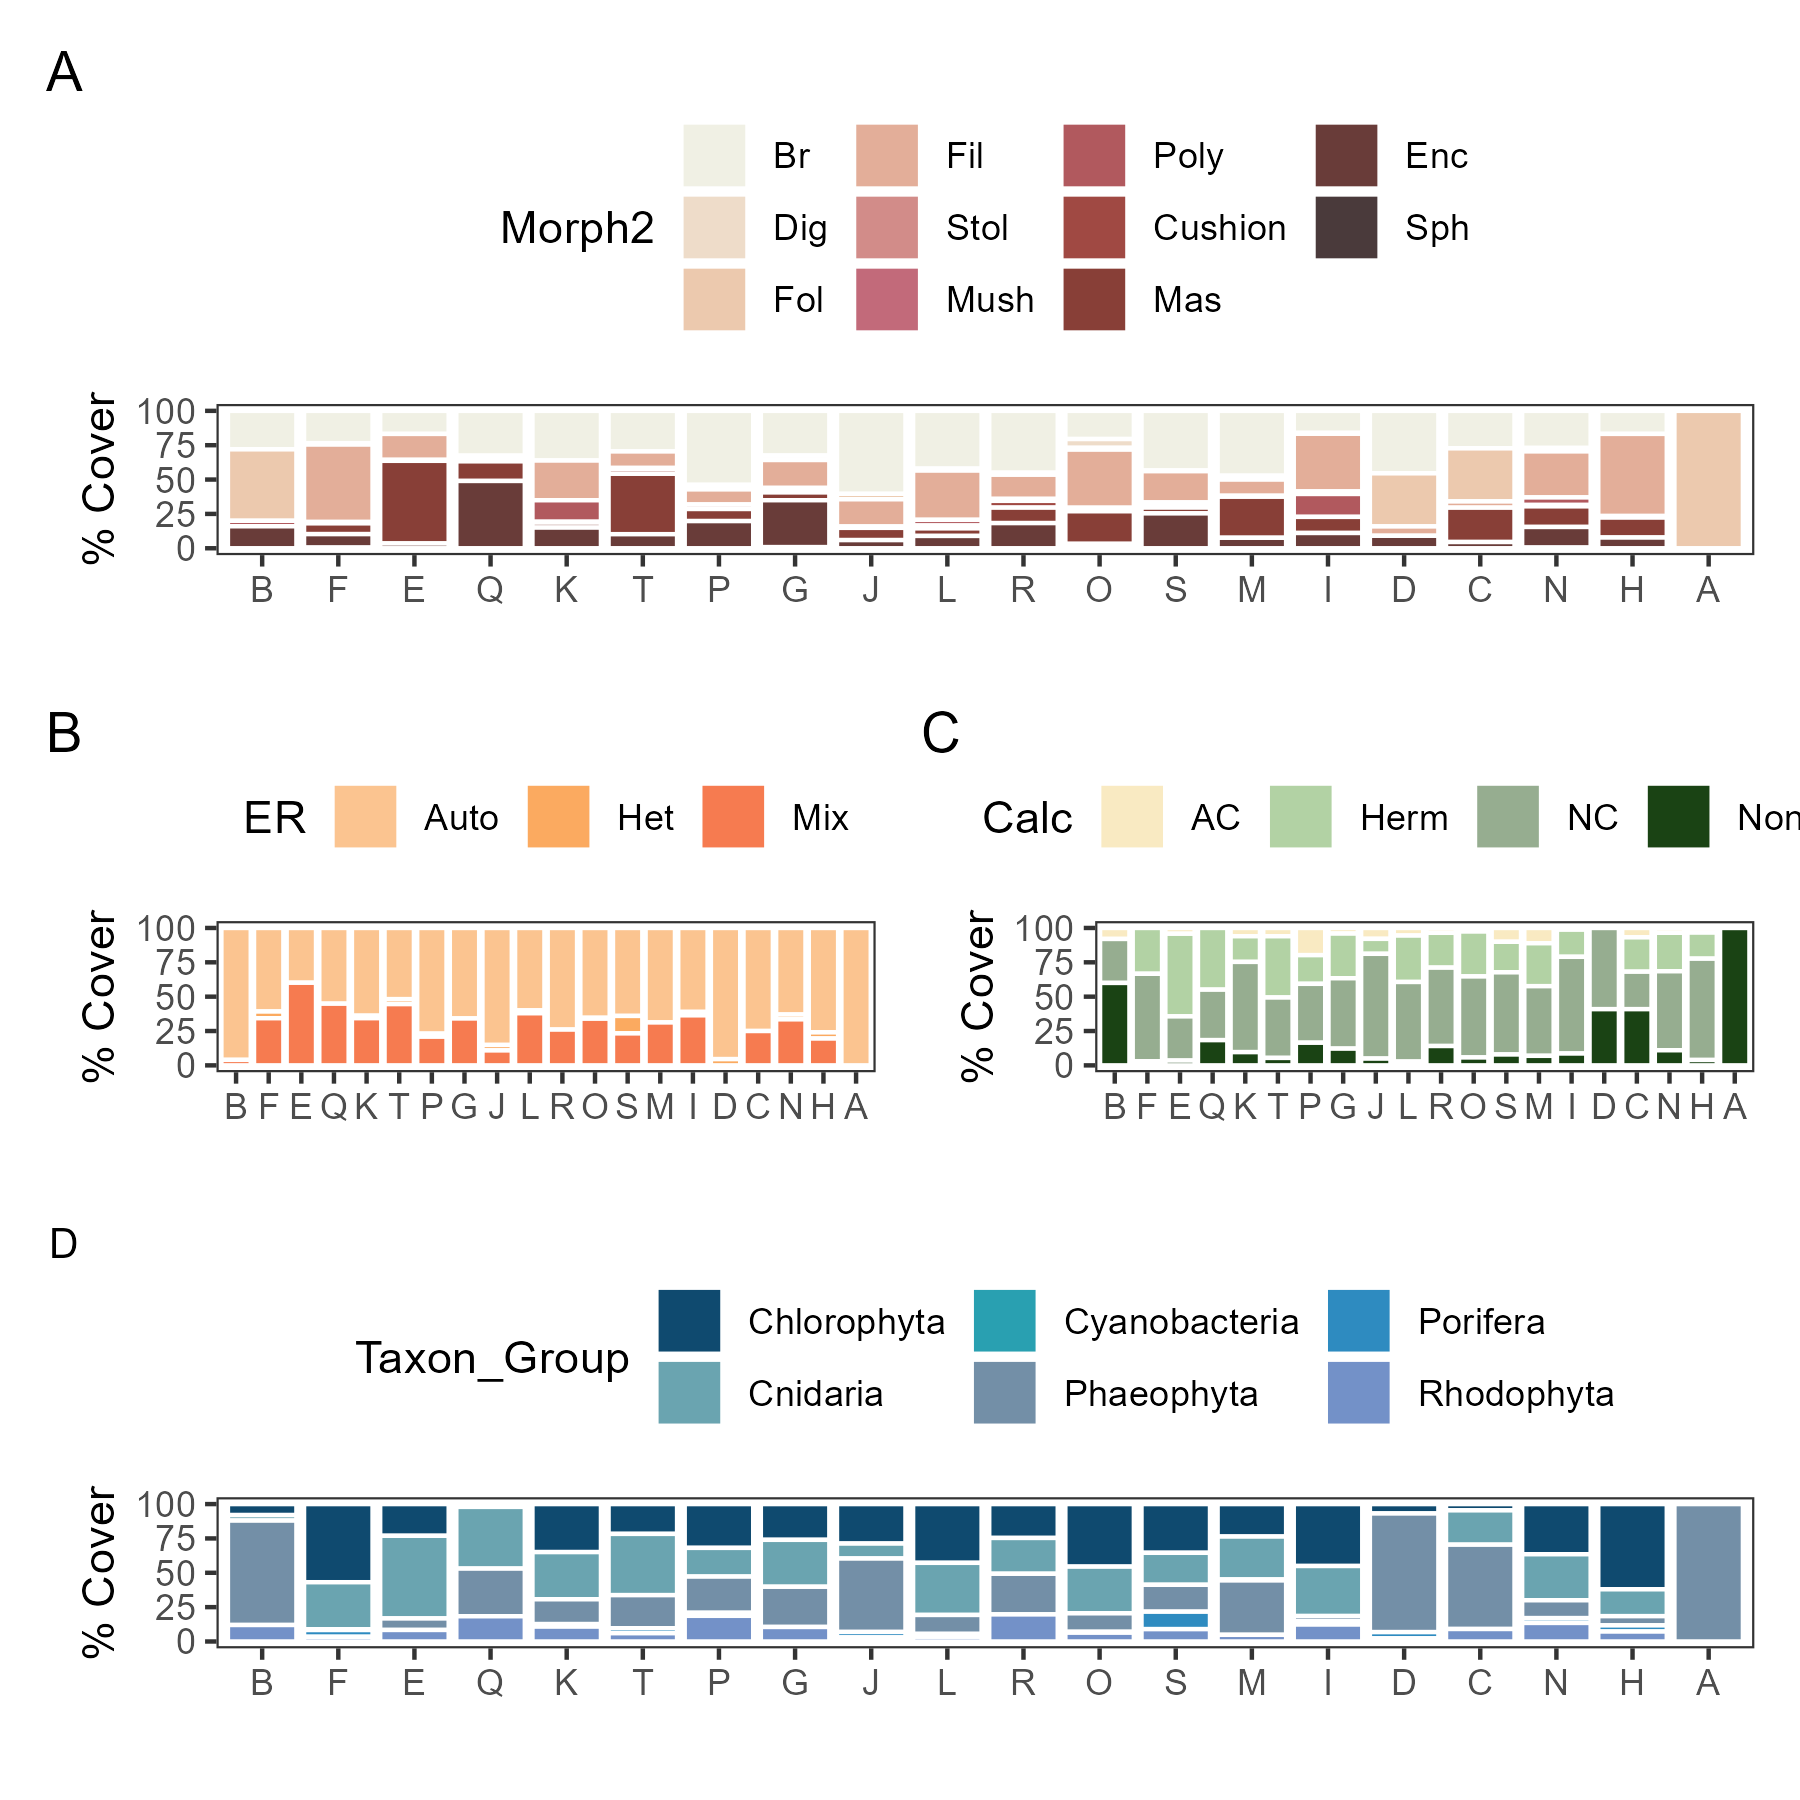 A
Morph2
Br Fil Poly Enc
Dig Stol Cushion Sph
Fol Mush Mas
% Cover
100
75
50
25
0
B F E Q K T P G J L R O S M I D C N H A
B
ER Auto Het Mix
% Cover
100
75
50
25
0
B F E Q K T P G J L R O S M I D C N H A
C
Calc AC Herm NC Non
% Cover
100
75
50
25
0
B F E Q K T P G J L R O S M I D C N H A
D
Taxon_Group
Chlorophyta Cyanobacteria Porifera
Cnidaria Phaeophyta Rhodophyta
% Cover
100
75
50
25
0
B F E Q K T P G J L R O S M I D C N H A